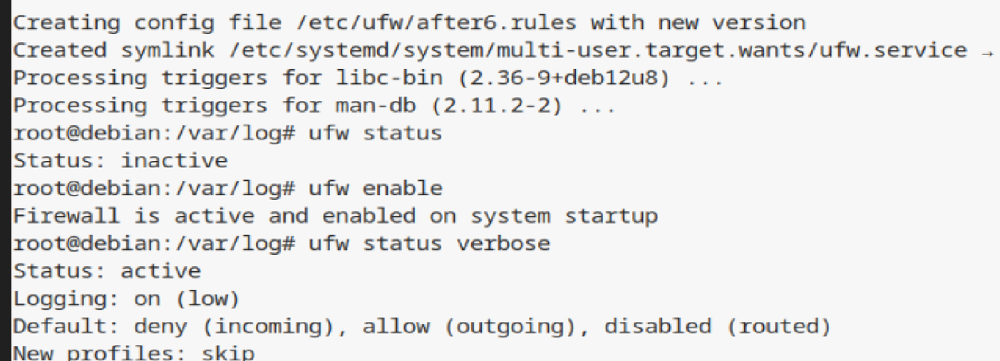 Creating config file /etc/ufw/after6.rules with new version
Created symlink /etc/systemd/system/multi-user.target.wants/ufw.service →
Processing triggers for libc-bin (2.36-9+deb12u8) ...
Processing triggers for man-db (2.11.2-2) ...
root@debian:/var/log# ufw status
Status: inactive
root@debian:/var/log# ufw enable
Firewall is active and enabled on system startup
root@debian:/var/log# ufw status verbose
Status: active
Logging: on (low)
Default: deny (incoming), allow (outgoing), disabled (routed)
New profiles: skip